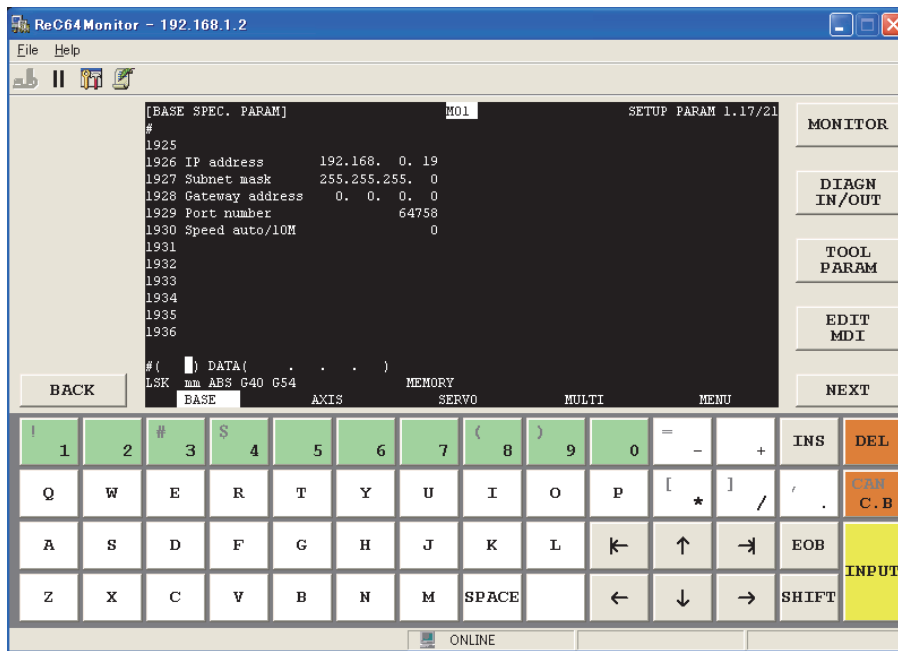 ReC64Monitor - 192.168.1.2
File Help
[BASE SPEC. PARAM] M01 SETUP PARAM 1.17/21
#
1925
1926 IP address 192.168. 0. 19
1927 Subnet mask 255.255.255. 0
1928 Gateway address 0. 0. 0. 0
1929 Port number 64758
1930 Speed auto/10M 0
1931
1932
1933
1934
1935
1936
#( ) DATA( . . . )
LSK mm ABS G40 G54 MEMORY
BASE AXIS SERVO MULTI MENU
MONITOR
DIAGN
IN/OUT
TOOL
PARAM
EDIT
MDI
BACK
NEXT
! 1 2 # 3 $ 4 5 6 7 ( 8 ) 9 0 = - + INS DEL
Q W E R T Y U I O P [ * ] / , . CAN C.B
A S D F G H J K L |← ↑ →| EOB INPUT
Z X C V B N M SPACE ← ↓ → SHIFT
ONLINE